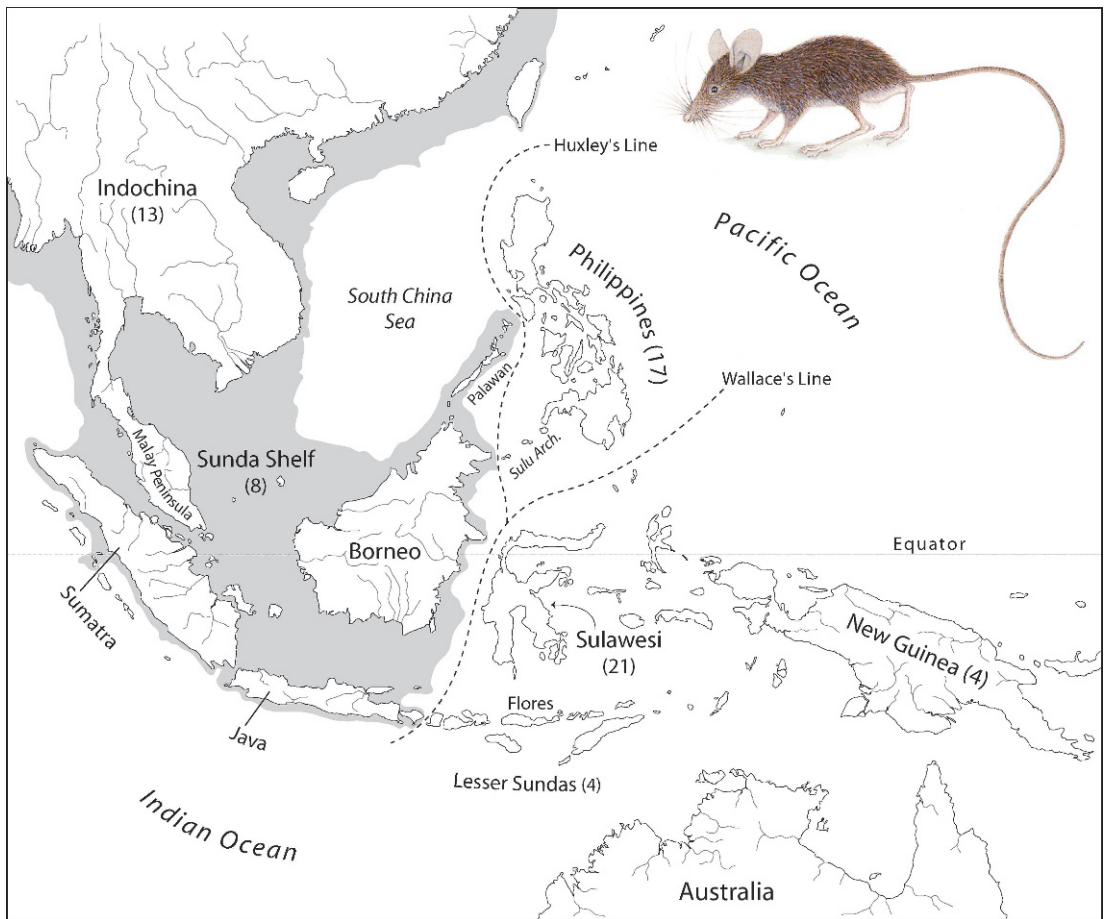 Huxley's Line
Indochina
(13)
Pacific Ocean
Philippines (17)
South China
Sea
Wallace's Line
Palawan
Sulu Arch.
Malay Peninsula
Sunda Shelf
(8)
Equator
Borneo
Sumatra
Sulawesi
(21)
New Guinea (4)
Flores
Java
Lesser Sundas (4)
Indian Ocean
Australia